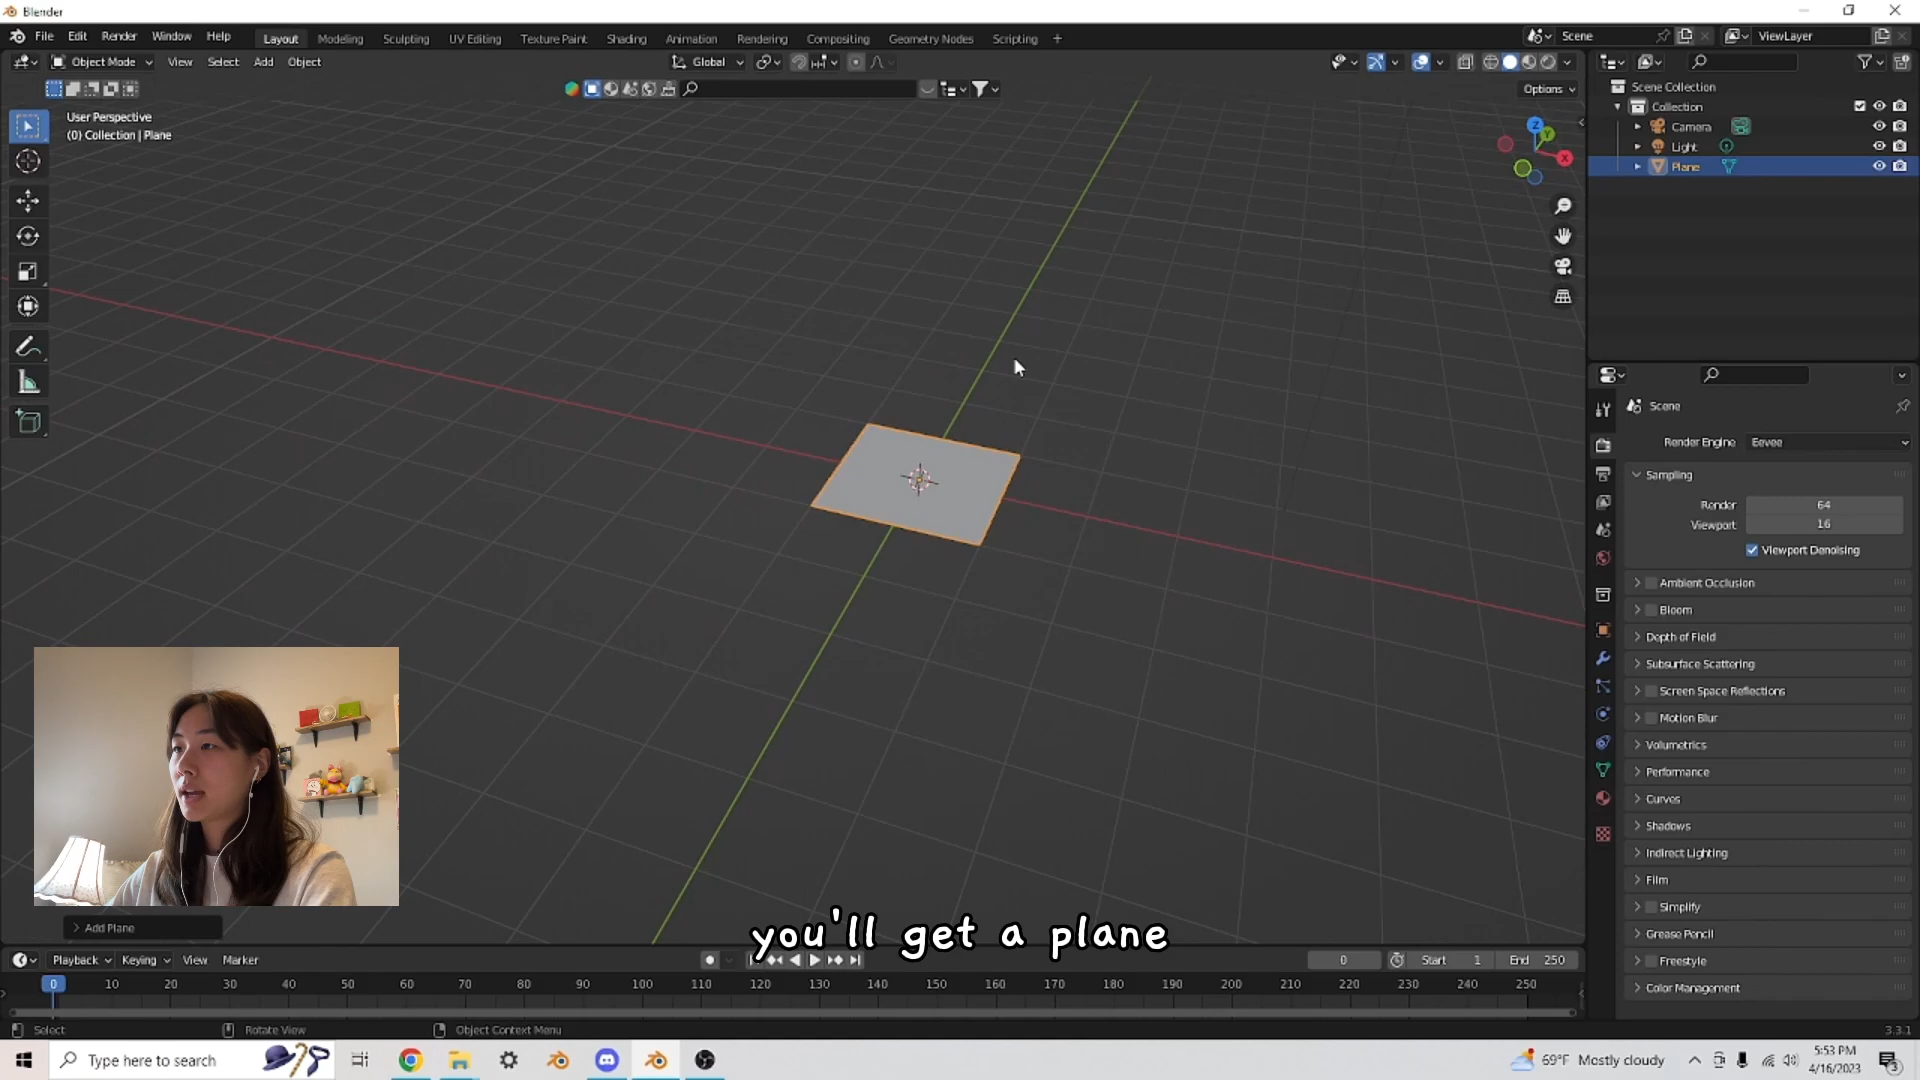 Blender
File Edit Render Window Help Layout Modeling Sculpting UV Editing Texture Paint Shading Animation Rendering Compositing Geometry Nodes Scripting + Scene ViewLayer
Object Mode View Select Add Object Global
Options
User Perspective
(0) Collection | Plane
Z
Y
X
Scene Collection
Collection
Camera
Light
Plane
Scene
Render Engine Eevee
Sampling
Render 64
Viewport 16
Viewport Denoising
Ambient Occlusion
Bloom
Depth of Field
Subsurface Scattering
Screen Space Reflections
Motion Blur
Volumetrics
Performance
Curves
Shadows
Indirect Lighting
Film
Simplify
Grease Pencil
Freestyle
Color Management
Add Plane
you'll get a plane
Playback Keying View Marker 0 Start 1 End 250
0 10 20 30 40 50 60 70 80 90 100 110 120 130 140 150 160 170 180 190 200 210 220 230 240 250
Select Rotate View Object Context Menu 3.3.1
Type here to search 69°F Mostly cloudy 5:53 PM
4/16/2023
3